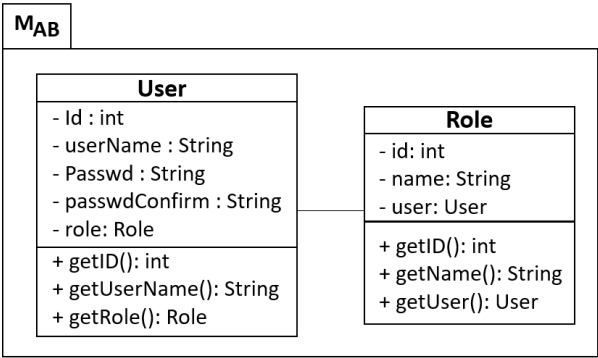 MAB
User
- Id : int
- userName : String
- Passwd : String
- passwdConfirm : String
- role: Role
+ getID(): int
+ getUserName(): String
+ getRole(): Role
Role
- id: int
- name: String
- user: User
+ getID(): int
+ getName(): String
+ getUser(): User